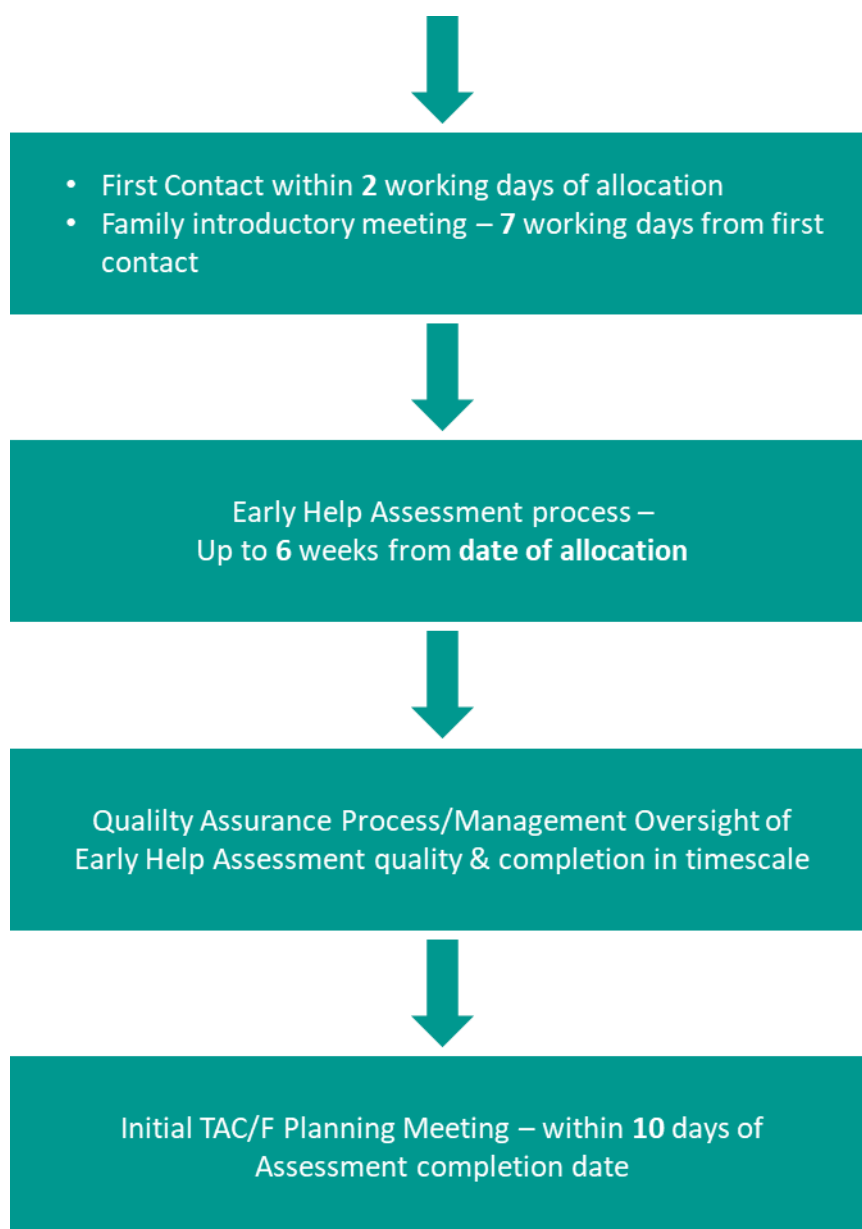 • First Contact within 2 working days of allocation
• Family introductory meeting – 7 working days from first
contact
Early Help Assessment process –
Up to 6 weeks from date of allocation
Qualilty Assurance Process/Management Oversight of
Early Help Assessment quality & completion in timescale
Initial TAC/F Planning Meeting – within 10 days of
Assessment completion date